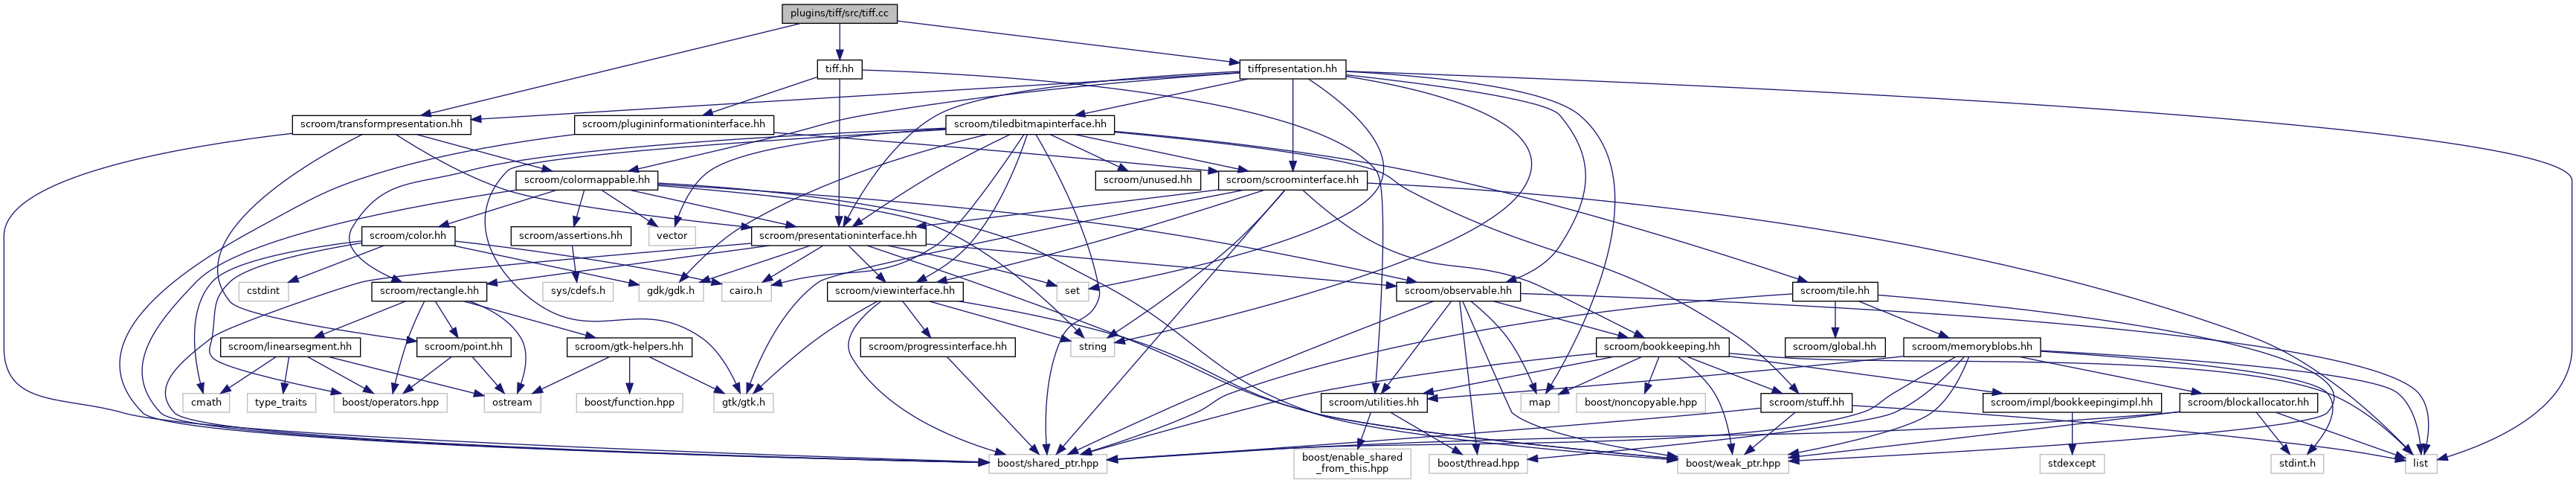 plugins/tiff/src/tiff.cc
tiff.hh
tiffpresentation.hh
scroom/transformpresentation.hh
scroom/plugininformationinterface.hh
scroom/tiledbitmapinterface.hh
scroom/colormappable.hh
scroom/unused.hh
scroom/scroominterface.hh
scroom/color.hh
scroom/assertions.hh
vector
scroom/presentationinterface.hh
cstdint
scroom/rectangle.hh
sys/cdefs.h
gdk/gdk.h
cairo.h
scroom/viewinterface.hh
set
scroom/observable.hh
scroom/tile.hh
scroom/linearsegment.hh
scroom/point.hh
scroom/gtk-helpers.hh
scroom/progressinterface.hh
string
scroom/bookkeeping.hh
scroom/global.hh
scroom/memoryblobs.hh
cmath
type_traits
boost/operators.hpp
ostream
boost/function.hpp
gtk/gtk.h
scroom/utilities.hh
map
boost/noncopyable.hpp
scroom/stuff.hh
scroom/impl/bookkeepingimpl.hh
scroom/blockallocator.hh
boost/shared_ptr.hpp
boost/enable_shared
_from_this.hpp
boost/thread.hpp
boost/weak_ptr.hpp
stdexcept
stdint.h
list